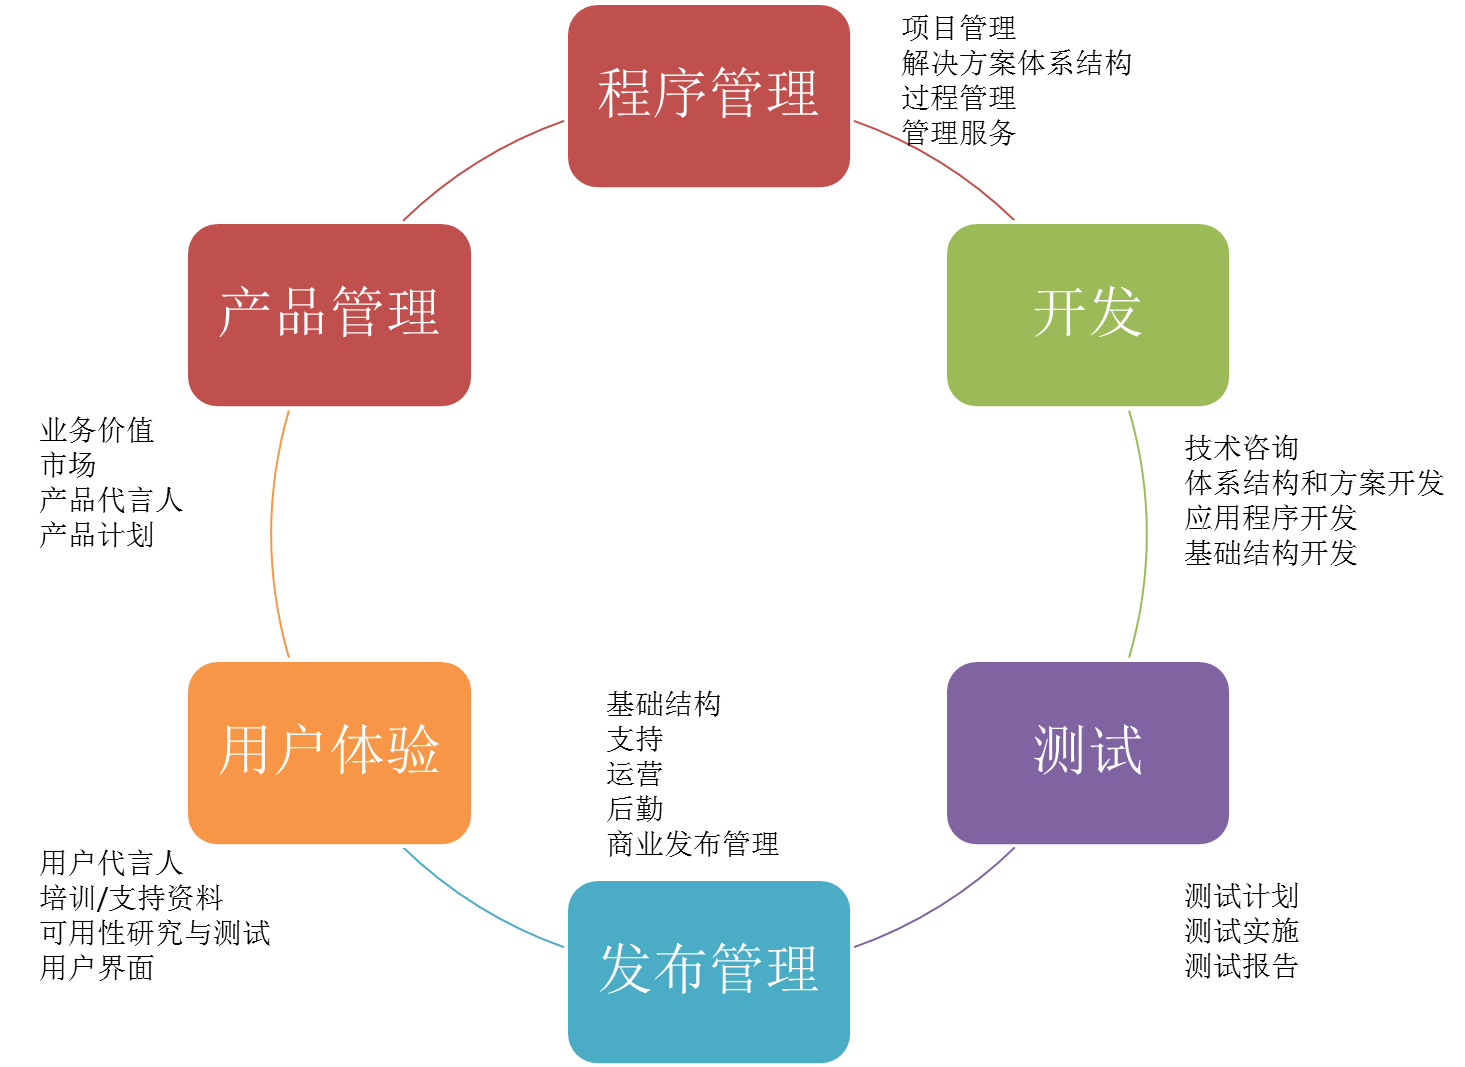 程序管理
项目管理
解决方案体系结构
过程管理
管理服务
产品管理
开发
业务价值
市场
产品代言人
产品计划
技术咨询
体系结构和方案开发
应用程序开发
基础结构开发
用户体验
基础结构
支持
运营
后勤
商业发布管理
测试
用户代言人
培训/支持资料
可用性研究与测试
用户界面
发布管理
测试计划
测试实施
测试报告